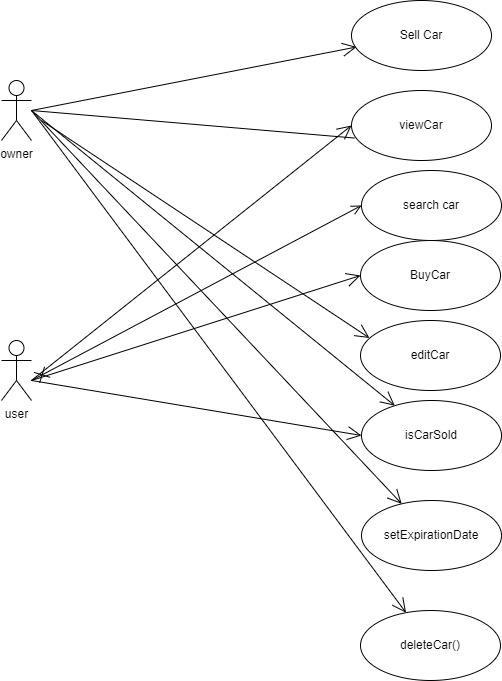 Sell Car
owner
viewCar
search car
BuyCar
editCar
user
isCarSold
setExpirationDate
deleteCar()